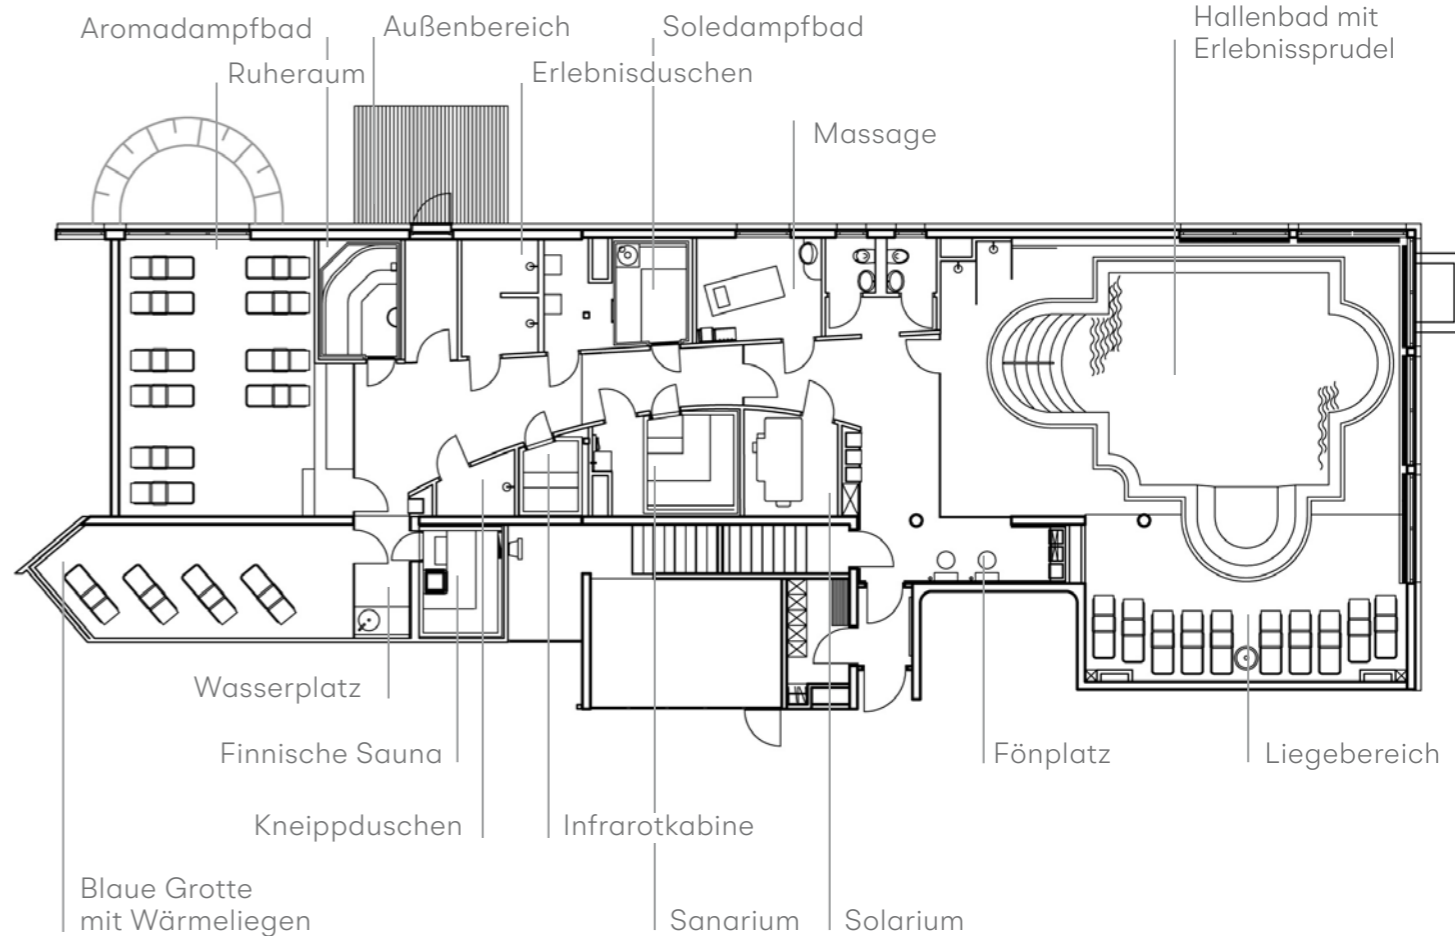 Aromadampfbad
Außenbereich
Soledampfbad
Hallenbad mit
Erlebnissprudel
Ruheraum
Erlebnisduschen
Massage
Wasserplatz
Finnische Sauna
Fönplatz
Liegebereich
Kneippduschen
Infrarotkabine
Blaue Grotte
mit Wärmeliegen
Sanarium
Solarium